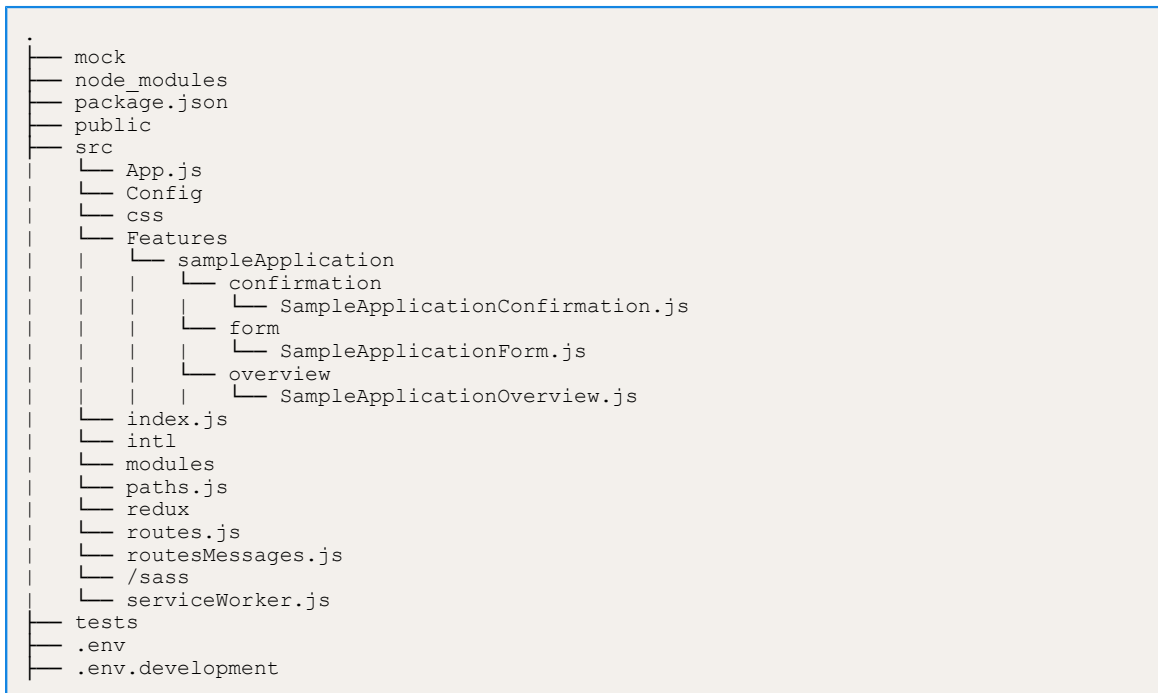 .
├── mock
├── node_modules
├── package.json
├── public
├── src
|   └── App.js
|   └── Config
|   └── css
|   └── Features
|   |   └── sampleApplication
|   |   |   └── confirmation
|   |   |   |   └── SampleApplicationConfirmation.js
|   |   |   └── form
|   |   |   |   └── SampleApplicationForm.js
|   |   |   └── overview
|   |   |   |   └── SampleApplicationOverview.js
|   └── index.js
|   └── intl
|   └── modules
|   └── paths.js
|   └── redux
|   └── routes.js
|   └── routesMessages.js
|   └── /sass
|   └── serviceWorker.js
├── tests
├── .env
├── .env.development